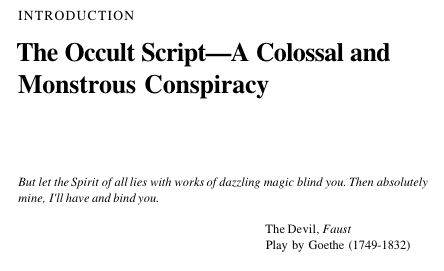 INTRODUCTION
The Occult Script—A Colossal and
Monstrous Conspiracy
But let the Spirit of all lies with works of dazzling magic blind you. Then absolutely
mine, I'll have and bind you.
The Devil, Faust
Play by Goethe (1749-1832)